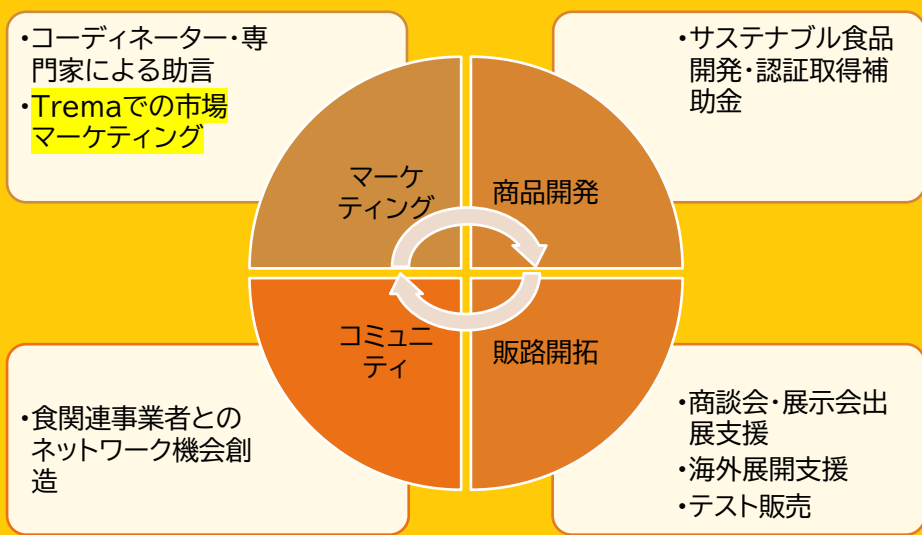 •コーディネーター・専
門家による助言
•Tremaでの市場
マーケティング
•サステナブル食品
開発・認証取得補
助金
マーケ
ティング
商品開発
コミュニ
ティ
販路開拓
•食関連事業者との
ネットワーク機会創
造
•商談会・展示会出
展支援
•海外展開支援
•テスト販売